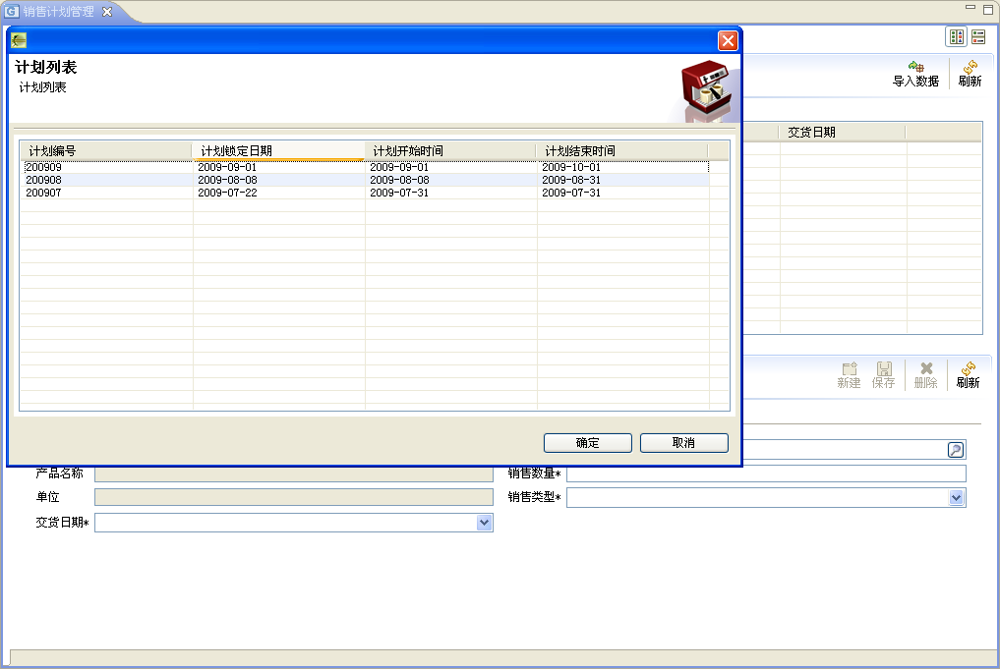 销售计划管理
计划列表
计划列表
导入数据 刷新
计划编号 计划锁定日期 计划开始时间 计划结束时间
200909 2009-09-01 2009-09-01 2009-10-01
200908 2009-08-08 2009-08-08 2009-08-31
200907 2009-07-22 2009-07-31 2009-07-31
交货日期
新建 保存 删除 刷新
确定 取消
产品名称 销售数量*
单位 销售类型*
交货日期*